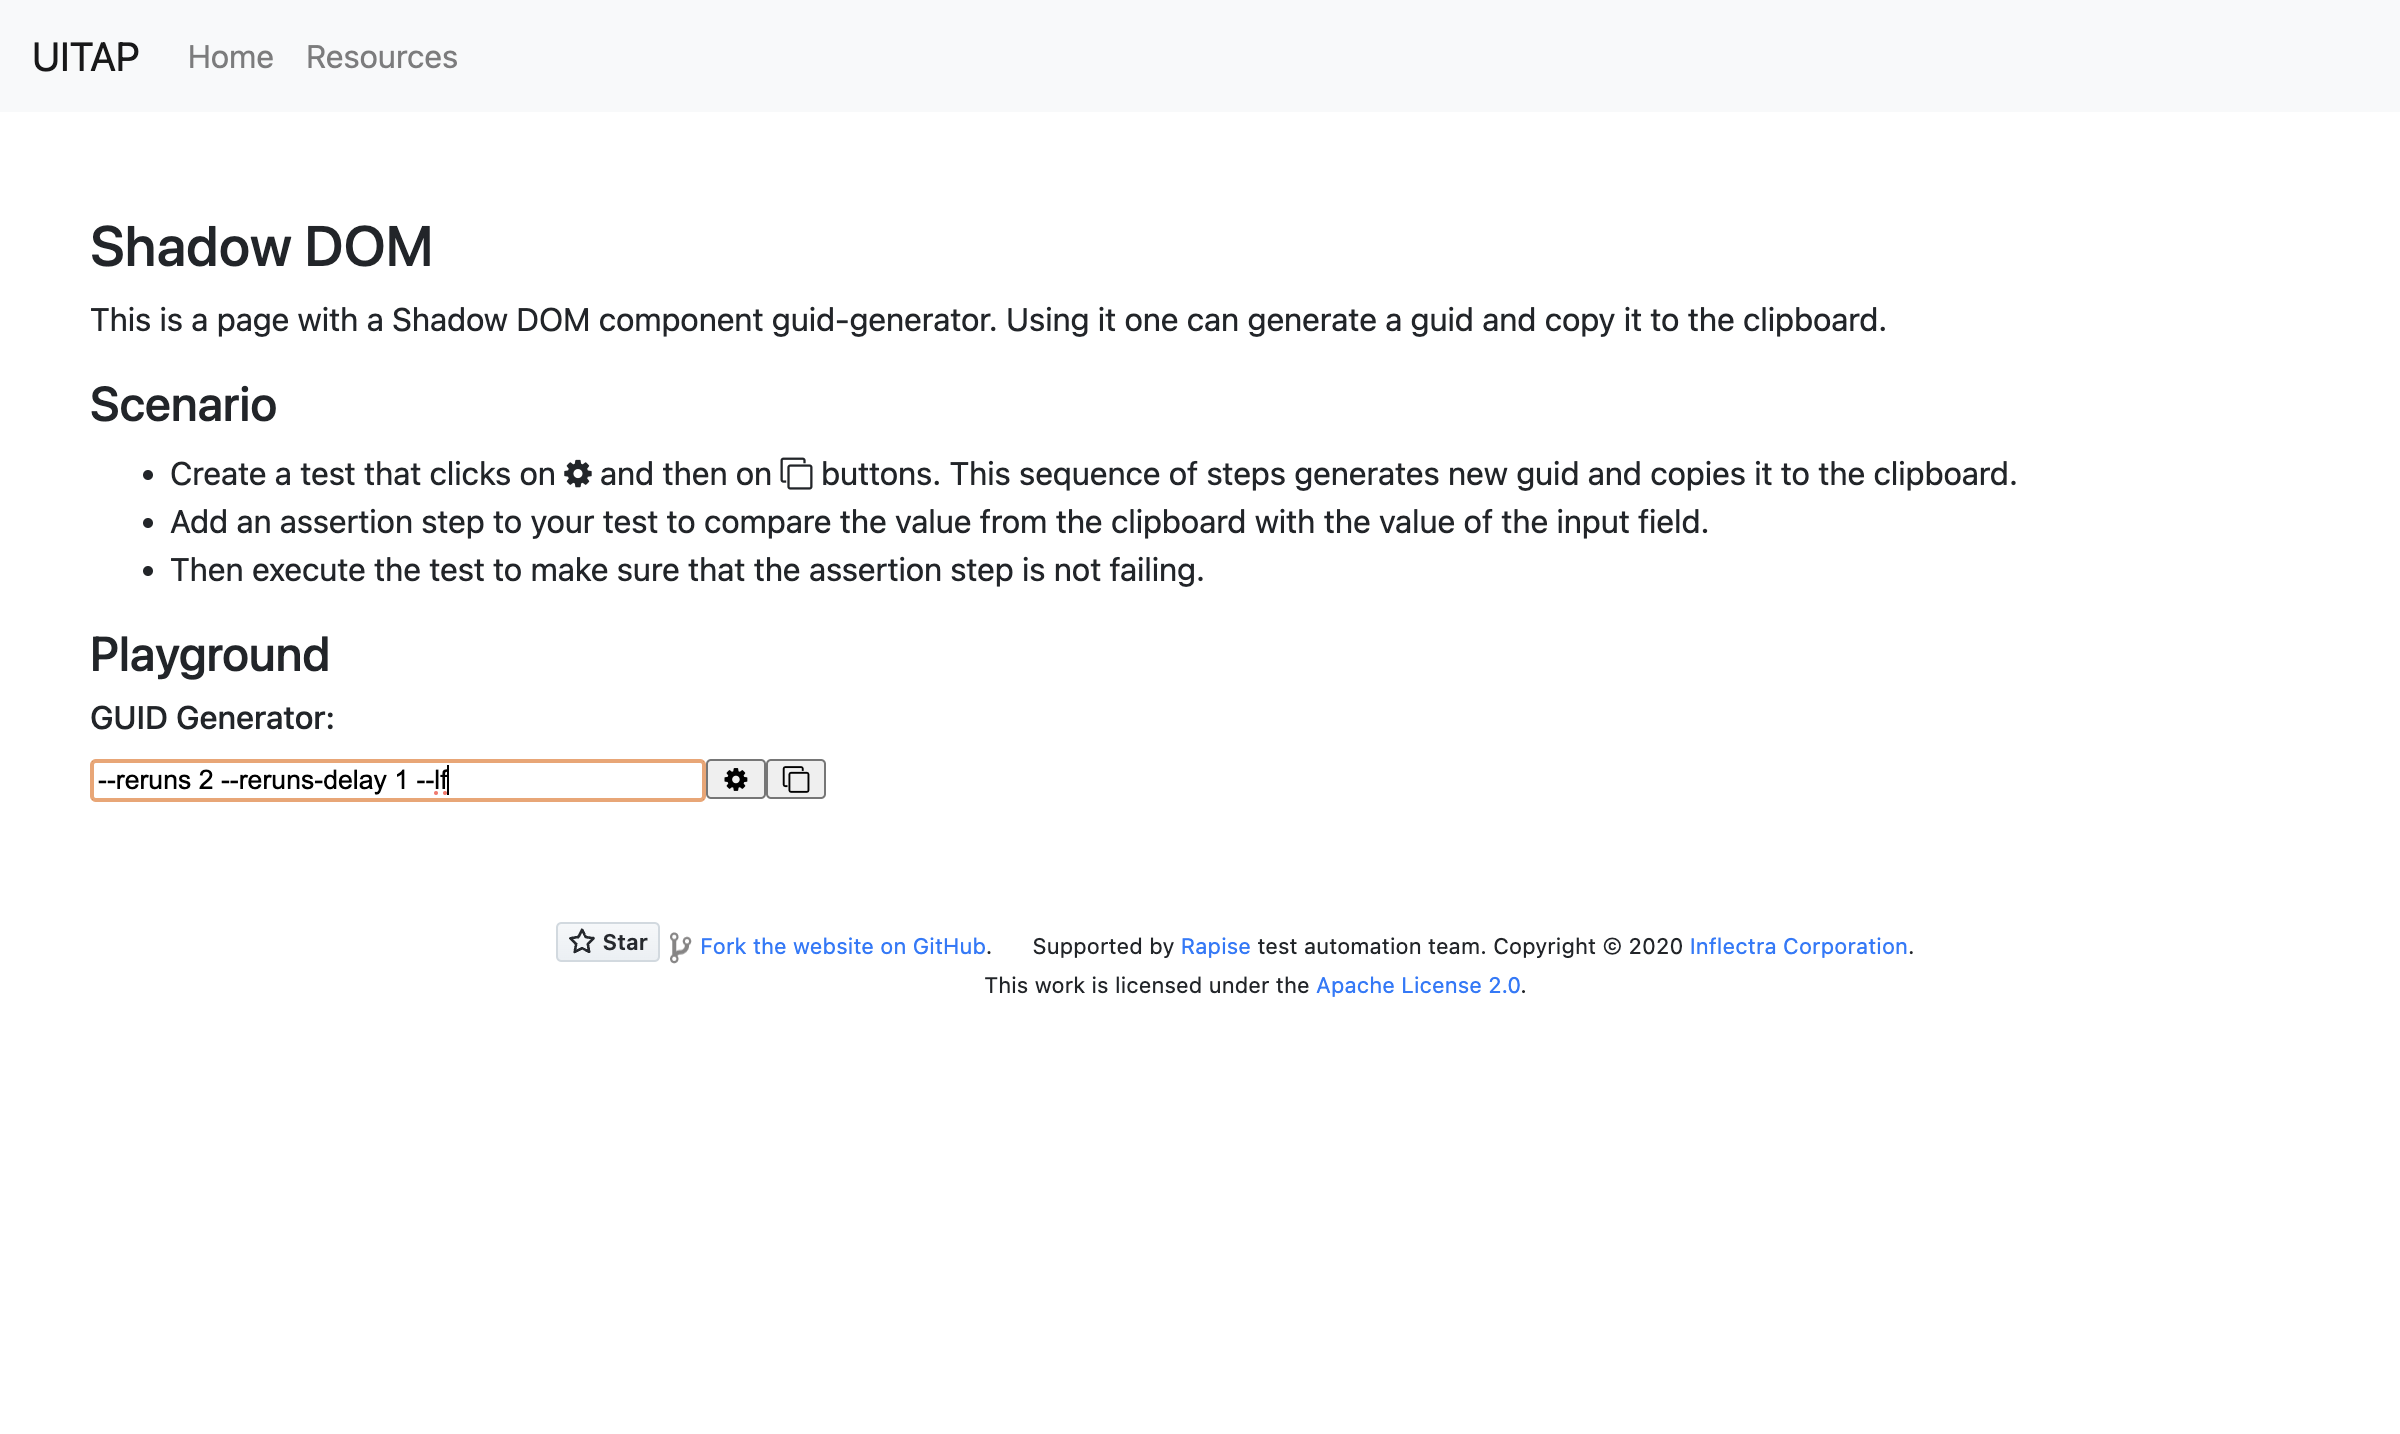 UITAP Home Resources
Shadow DOM
This is a page with a Shadow DOM component guid-generator. Using it one can generate a guid and copy it to the clipboard.
Scenario
Create a test that clicks on and then on buttons. This sequence of steps generates new guid and copies it to the clipboard.
Add an assertion step to your test to compare the value from the clipboard with the value of the input field.
Then execute the test to make sure that the assertion step is not failing.
Playground
GUID Generator:
--reruns 2 --reruns-delay 1 --lf
Star Fork the website on GitHub. Supported by Rapise test automation team. Copyright © 2020 Inflectra Corporation.
This work is licensed under the Apache License 2.0.